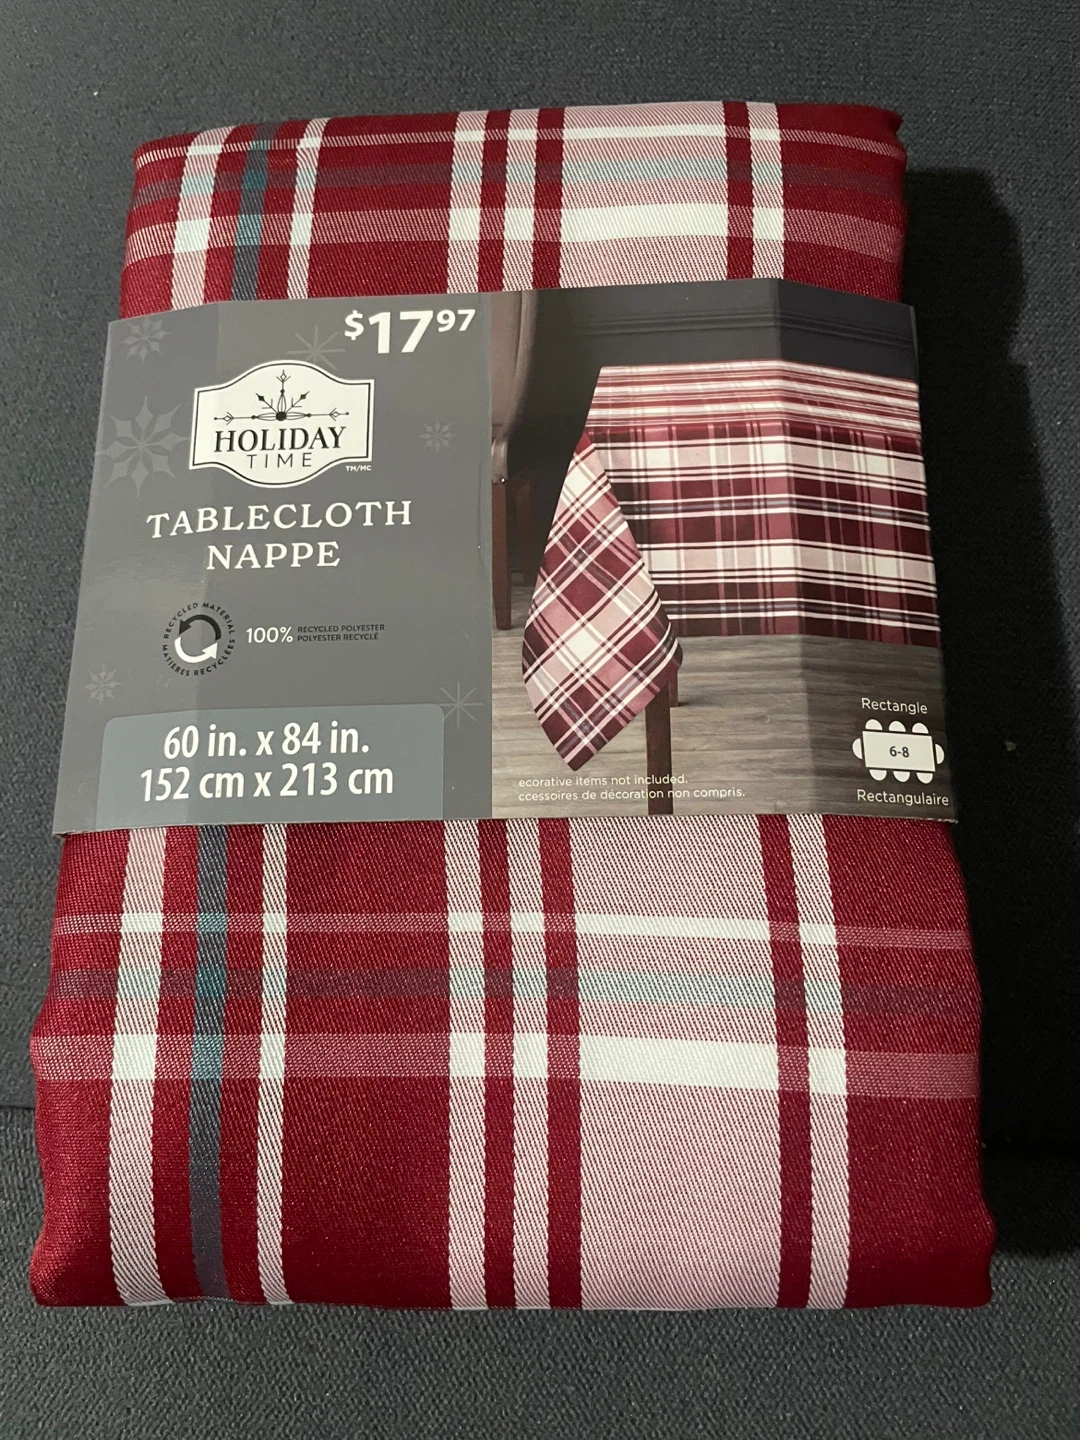 $17.97
HOLIDAY
TIME
TM/MC
TABLECLOTH
NAPPE
RECYCLED MATERIAL
MATIÈRES RECYCLÉES
100% RECYCLED POLYESTER
POLYESTER RECYCLÉ
60 in. x 84 in.
152 cm x 213 cm
ecorative items not included.
ccessoires de décoration non compris.
Rectangle
6-8
Rectangulaire